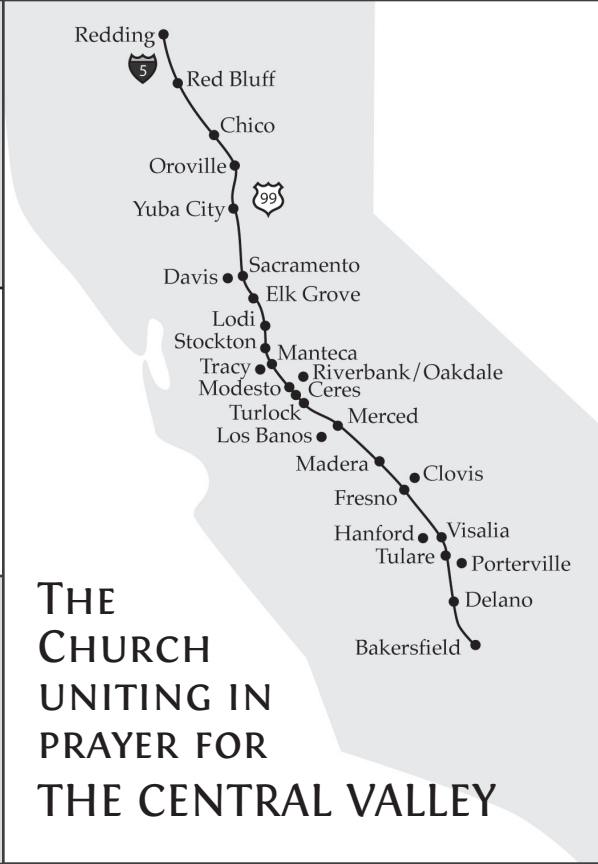 Redding
5
Red Bluff
Chico
Oroville
99
Yuba City
Sacramento
Davis
Elk Grove
Lodi
Stockton
Manteca
Tracy
Riverbank/Oakdale
Modesto
Ceres
Turlock
Merced
Los Banos
Madera
Clovis
Fresno
Hanford
Visalia
Tulare
Porterville
Delano
Bakersfield
The
Church
uniting in
prayer for
the Central Valley